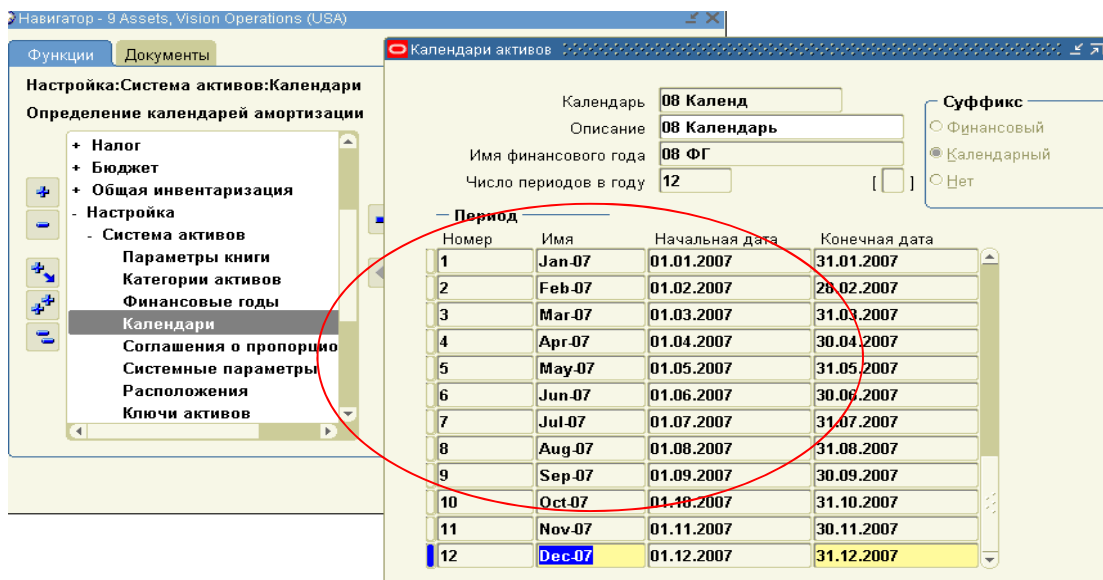 Навигатор - 9 Assets, Vision Operations (USA)
Функции Документы
Настройка:Система активов:Календари
Определение календарей амортизации
+ Налог
+ Бюджет
+ Общая инвентаризация
- Настройка
- Система активов
Параметры книги
Категории активов
Финансовые годы
Календари
Соглашения о пропорцио
Системные параметры
Расположения
Ключи активов
Календари активов
Календарь 08 Календ
Описание 08 Календарь
Имя финансового года 08 ФГ
Число периодов в году 12 [ ]
Суффикс
Финансовый
Календарный
Нет
Период
Номер Имя Начальная дата Конечная дата
1 Jan-07 01.01.2007 31.01.2007
2 Feb-07 01.02.2007 28.02.2007
3 Mar-07 01.03.2007 31.03.2007
4 Apr-07 01.04.2007 30.04.2007
5 May-07 01.05.2007 31.05.2007
6 Jun-07 01.06.2007 30.06.2007
7 Jul-07 01.07.2007 31.07.2007
8 Aug-07 01.08.2007 31.08.2007
9 Sep-07 01.09.2007 30.09.2007
10 Oct-07 01.10.2007 31.10.2007
11 Nov-07 01.11.2007 30.11.2007
12 Dec-07 01.12.2007 31.12.2007